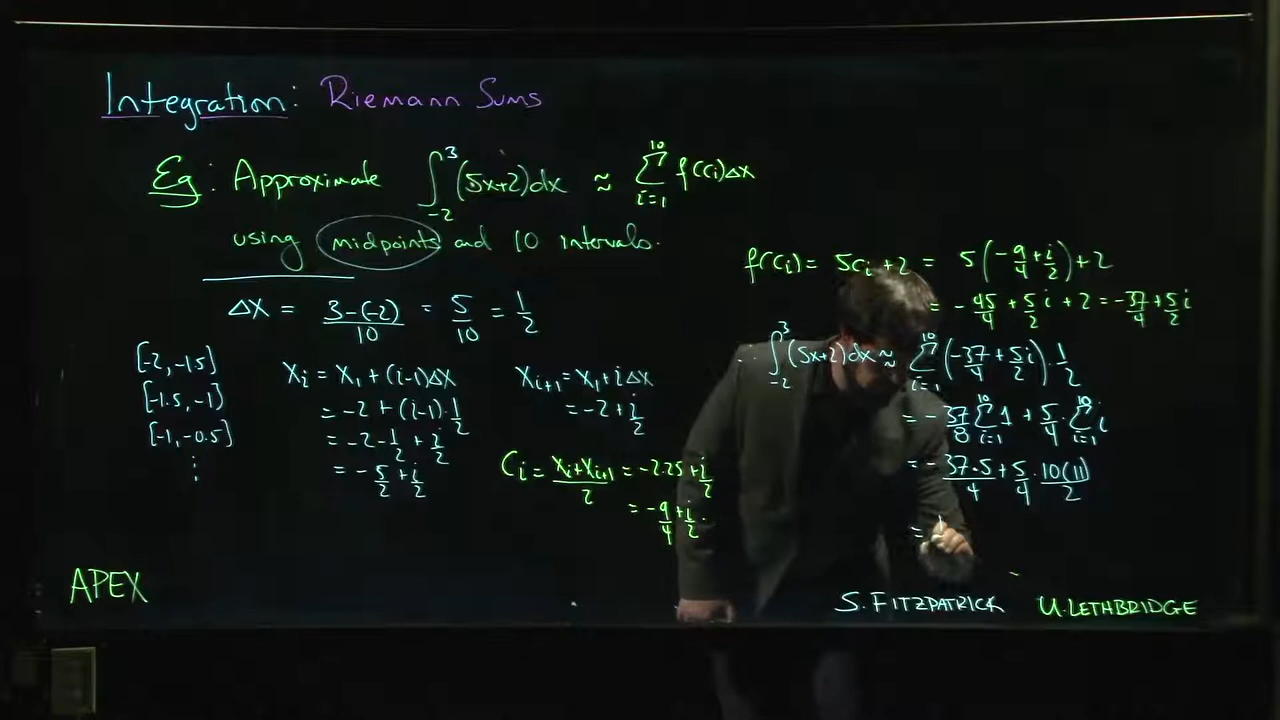 Integration: Riemann Sums
Eg: Approximate ∫_{-2}^{3} (5x+2)dx ≈ ∑_{i=1}^{10} f(c_i)Δx
using midpoints and 10 intervals.
Δx = (3-(-2))/10 = 5/10 = 1/2
[-2, -1.5]
[-1.5, -1]
[-1, -0.5]
⋮
x_i = x_1 + (i-1)Δx
= -2 + (i-1)·1/2
= -2 - 1/2 + i/2
= -5/2 + i/2
x_{i+1} = x_1 + iΔx
= -2 + i/2
c_i = (x_i + x_{i+1})/2 = -2.25 + i/2
= -9/4 + i/2.
f(c_i) = 5c_i + 2 = 5(-9/4 + i/2) + 2
= -45/4 + 5/2 i + 2 = -37/4 + 5/2 i
∴ ∫_{-2}^{3} (5x+2)dx ≈ ∑_{i=1}^{10} (-37/4 + 5/2 i)·1/2
= -37/8 ∑_{i=1}^{10} 1 + 5/4 · ∑_{i=1}^{10} i
= -37·5/4 + 5/4 · 10(11)/2
=
APEX
S. FITZPATRICK U. LETHBRIDGE